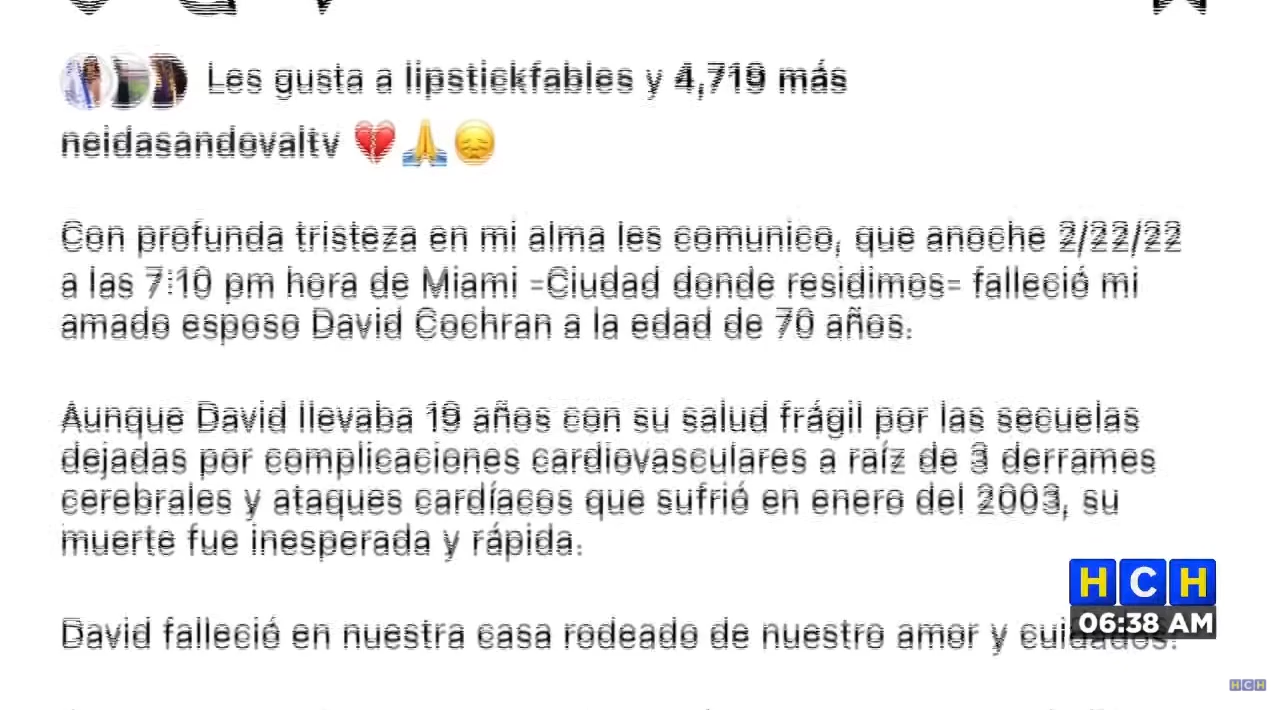 Les gusta a lipstickfables y 4,719 más
neidasandovaltv 💔🙏😞
Con profunda tristeza en mi alma les comunico, que anoche 2/22/22
a las 7:10 pm hora de Miami =Ciudad donde residimos= falleció mi
amado esposo David Cochran a la edad de 70 años.
Aunque David llevaba 19 años con su salud frágil por las secuelas
dejadas por complicaciones cardiovasculares a raíz de 3 derrames
cerebrales y ataques cardíacos que sufrió en enero del 2003, su
muerte fue inesperada y rápida.
David falleció en nuestra casa rodeado de nuestro amor y cuidados.
HCH
06:38 AM
HCH